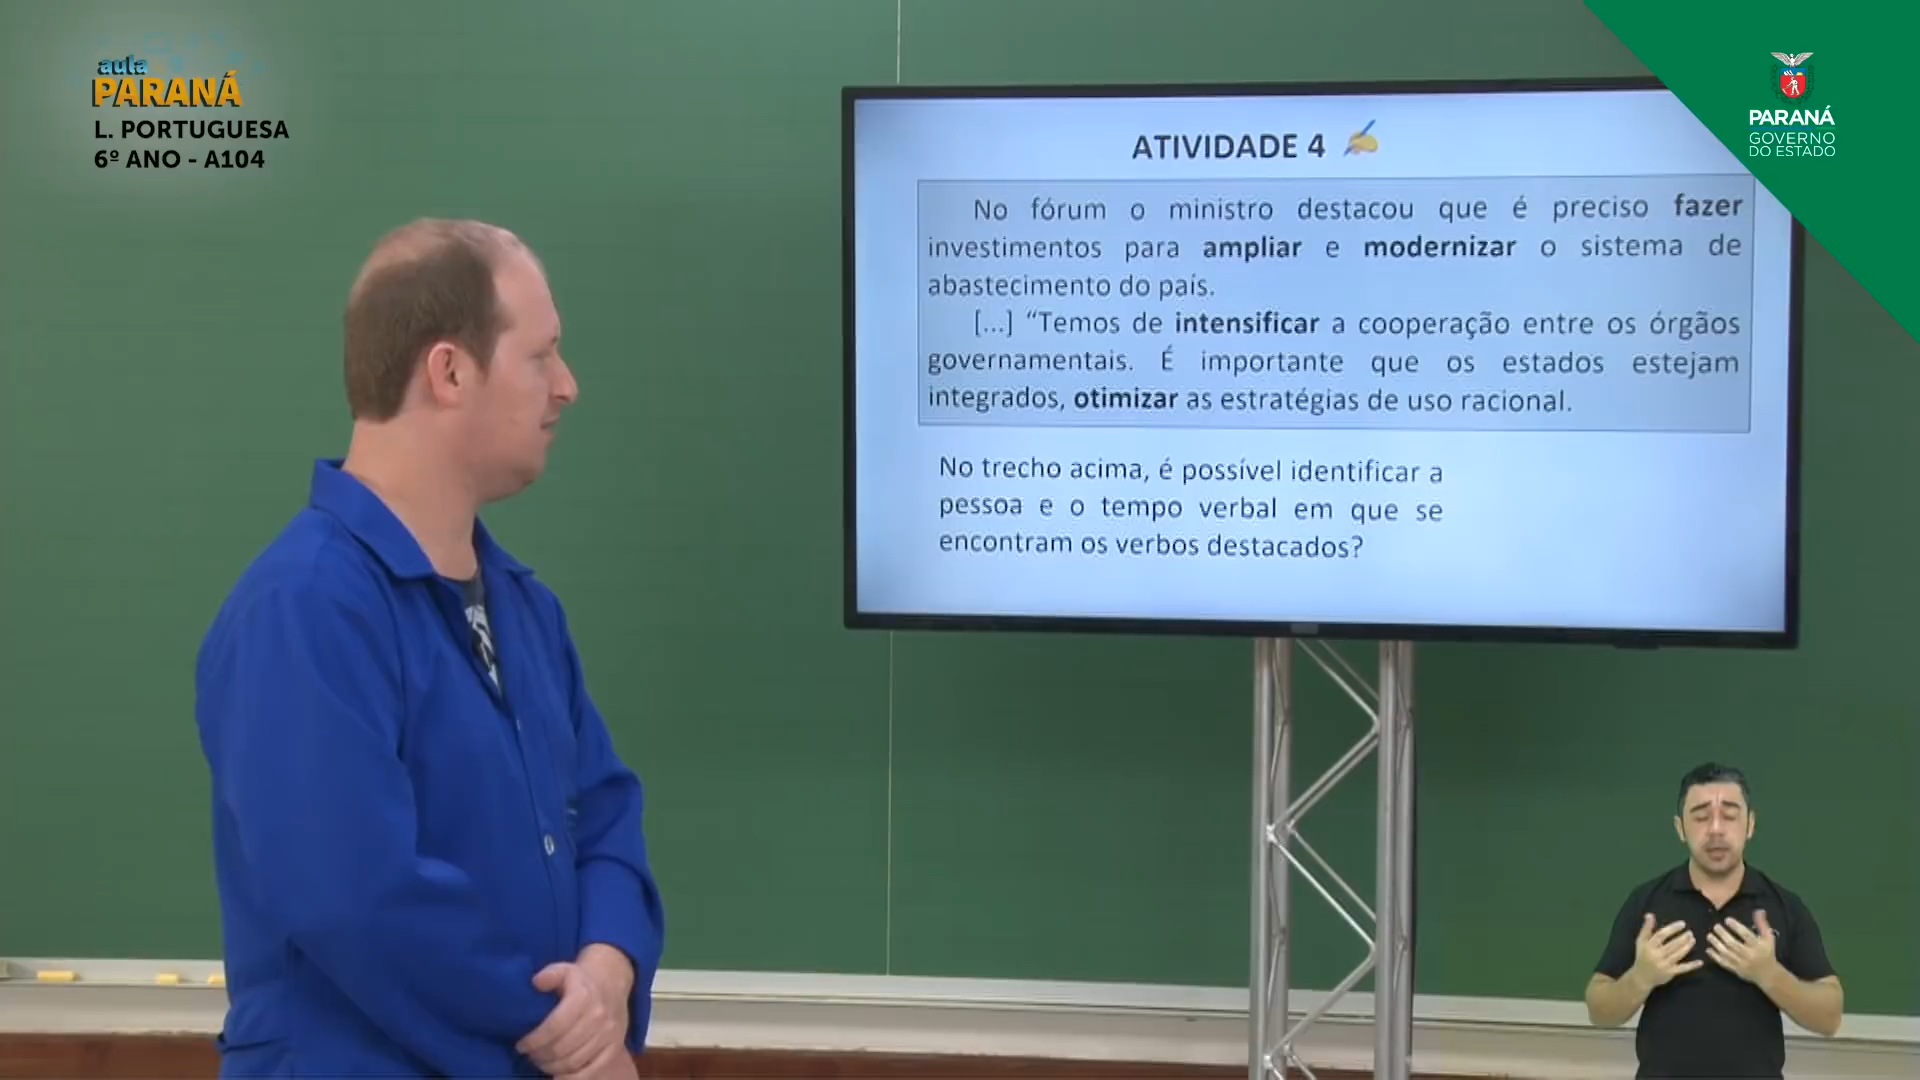 aula
PARANÁ
L. PORTUGUESA
6º ANO - A104
ATIVIDADE 4
No fórum o ministro destacou que é preciso fazer
investimentos para ampliar e modernizar o sistema de
abastecimento do país.
[...] “Temos de intensificar a cooperação entre os órgãos
governamentais. É importante que os estados estejam
integrados, otimizar as estratégias de uso racional.
No trecho acima, é possível identificar a
pessoa e o tempo verbal em que se
encontram os verbos destacados?
PARANÁ
GOVERNO
DO ESTADO